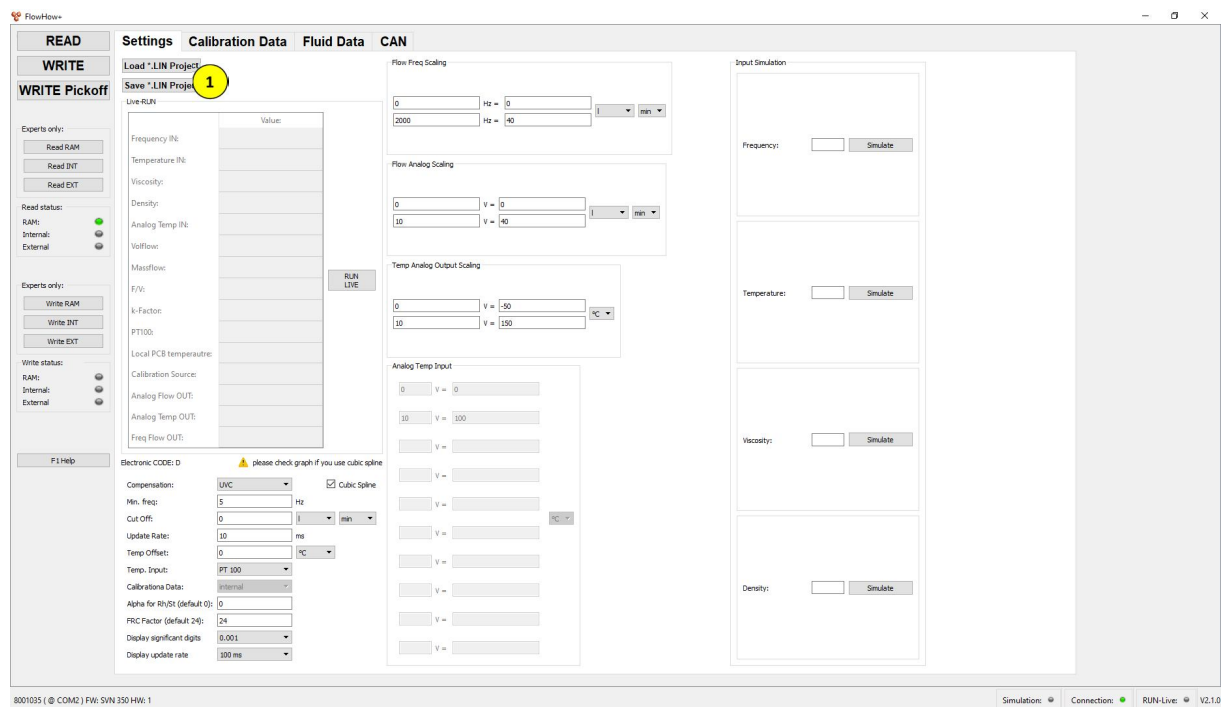 FlowHow+
READ
WRITE
WRITE Pickoff
Experts only:
Read RAM
Read INT
Read EXT
Read status:
RAM:
Internal:
External
Experts only:
Write RAM
Write INT
Write EXT
Write status:
RAM:
Internal:
External
F1 Help
Settings Calibration Data Fluid Data CAN
Load *.LIN Project
Save *.LIN Proje
1
Live-RUN
Value:
Frequency IN:
Temperature IN:
Viscosity:
Density:
Analog Temp IN:
Volflow:
Massflow:
F/V:
k-Factor:
PT100:
Local PCB temperautre:
Calibration Source:
Analog Flow OUT:
Analog Temp OUT:
Freq Flow OUT:
RUN
LIVE
Electronic CODE: D please check graph if you use cubic spline
Compensation: UVC Cubic Spline
Min. freq: 5 Hz
Cut Off: 0 l min
Update Rate: 10 ms
Temp Offset: 0 ºC
Temp. Input: PT 100
Calibrationa Data: internal
Alpha for Rh/St (default 0): 0
FRC Factor (default 24): 24
Display significant digits 0.001
Display update rate 100 ms
Flow Freq Scaling
0 Hz = 0
2000 Hz = 40
l min
Flow Analog Scaling
0 V = 0
10 V = 40
l min
Temp Analog Output Scaling
0 V = -50
10 V = 150
ºC
Analog Temp Input
0 V = 0
10 V = 100
V =
V =
V =
V =
V =
V =
V =
V =
ºC
Input Simulation
Frequency: Simulate
Temperature: Simulate
Viscosity: Simulate
Density: Simulate
8001035 ( @ COM2 ) FW: SVN 350 HW: 1
Simulation: Connection: RUN-Live: V2.1.0